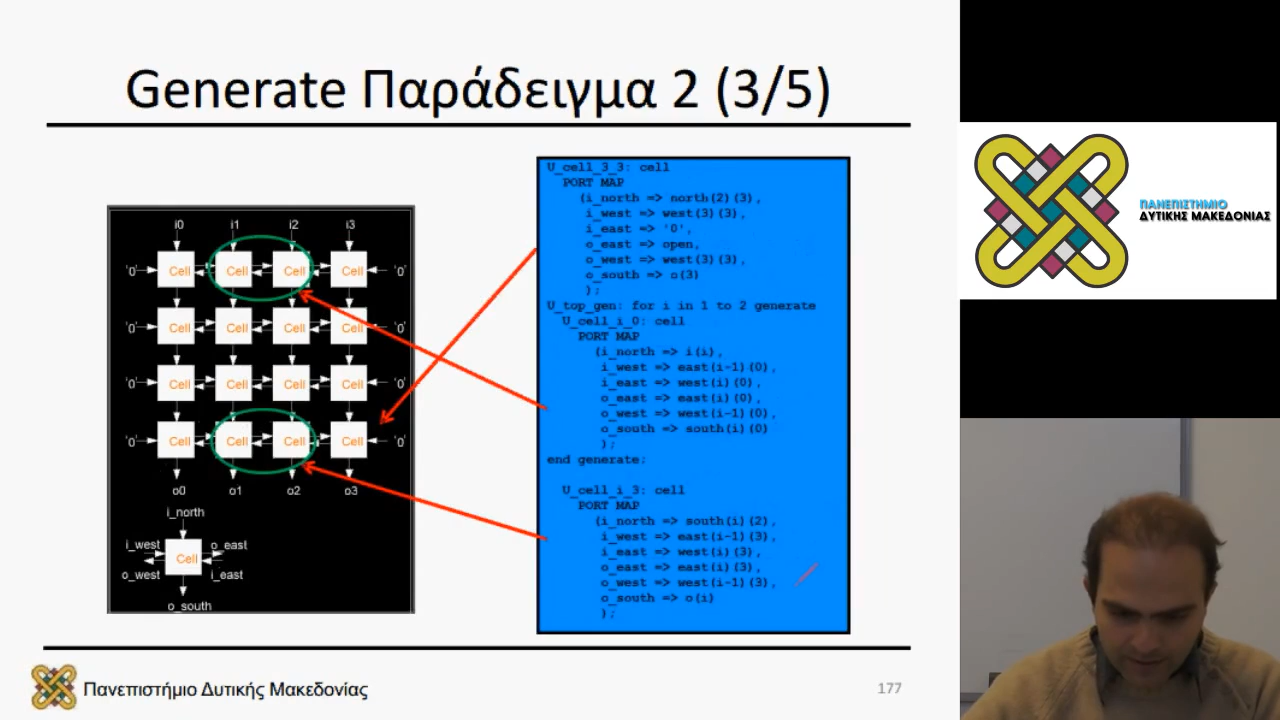 Generate Παράδειγμα 2 (3/5)
i0 i1 i2 i3
'0' Cell Cell Cell Cell '0'
'0' Cell Cell Cell Cell '0'
'0' Cell Cell Cell Cell '0'
'0' Cell Cell Cell Cell '0'
o0 o1 o2 o3
i_north
i_west o_east
Cell
o_west i_east
o_south
U_cell_3_3: cell
PORT MAP
(i_north => north(2)(3),
i_west => west(3)(3),
i_east => '0',
o_east => open,
o_west => west(3)(3),
o_south => o(3)
);
U_top_gen: for i in 1 to 2 generate
U_cell_i_0: cell
PORT MAP
(i_north => i(i),
i_west => east(i-1)(0),
i_east => west(i)(0),
o_east => east(i)(0),
o_west => west(i-1)(0),
o_south => south(i)(0)
);
end generate;
U_cell_i_3: cell
PORT MAP
(i_north => south(i)(2),
i_west => east(i-1)(3),
i_east => west(i)(3),
o_east => east(i)(3),
o_west => west(i-1)(3),
o_south => o(i)
);
Πανεπιστήμιο Δυτικής Μακεδονίας
177
ΠΑΝΕΠΙΣΤΗΜΙΟ
ΔΥΤΙΚΗΣ ΜΑΚΕΔΟΝΙΑΣ